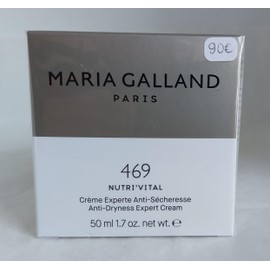 90€
MARIA GALLAND
PARIS
469
NUTRI'VITAL
Crème Experte Anti-Sécheresse
Anti-Dryness Expert Cream
50 ml 1.7 oz. net wt. ℮